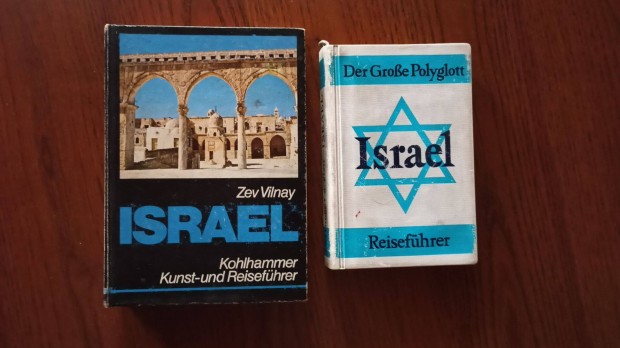 Zev Vilnay
ISRAEL
Kohlhammer
Kunst-und Reiseführer
Der Große Polyglott
Israel
Reiseführer